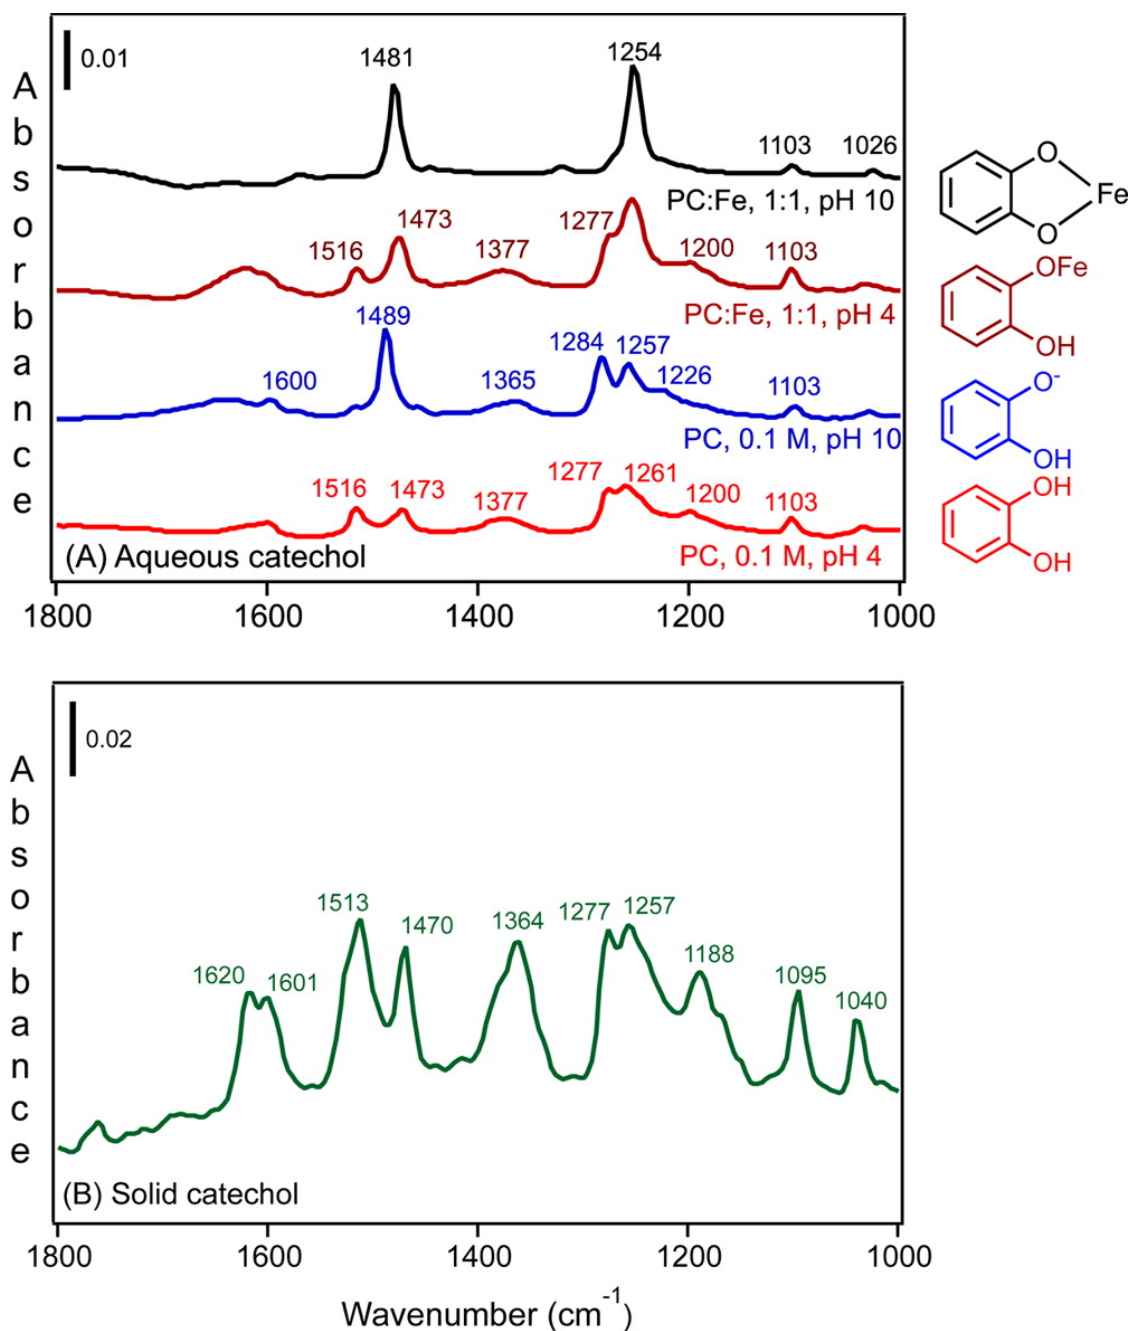 Absorbance
0.01
1481
1254
1103
1026
PC:Fe, 1:1, pH 10
O
Fe
O
1516
1473
1377
1277
1200
1103
PC:Fe, 1:1, pH 4
OFe
OH
1600
1489
1365
1284
1257
1226
1103
PC, 0.1 M, pH 10
O-
OH
1516
1473
1377
1277
1261
1200
1103
PC, 0.1 M, pH 4
OH
OH
(A) Aqueous catechol
1800 1600 1400 1200 1000
Absorbance
0.02
1620
1601
1513
1470
1364
1277
1257
1188
1095
1040
(B) Solid catechol
1800 1600 1400 1200 1000
Wavenumber (cm⁻¹)